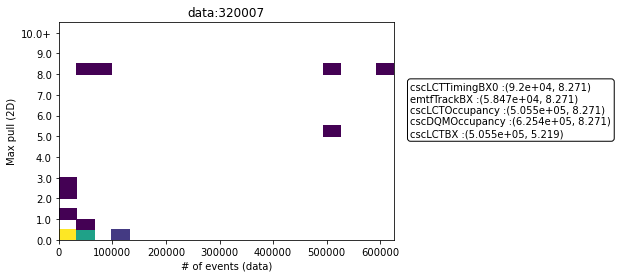 data:320007
10.0+
9.0
8.0
7.0
6.0
5.0
4.0
3.0
2.0
1.0
0.0
Max pull (2D)
0 100000 200000 300000 400000 500000 600000
# of events (data)
cscLCTTimingBX0 :(9.2e+04, 8.271)
emtfTrackBX :(5.847e+04, 8.271)
cscLCTOccupancy :(5.055e+05, 8.271)
cscDQMOccupancy :(6.254e+05, 8.271)
cscLCTBX :(5.055e+05, 5.219)